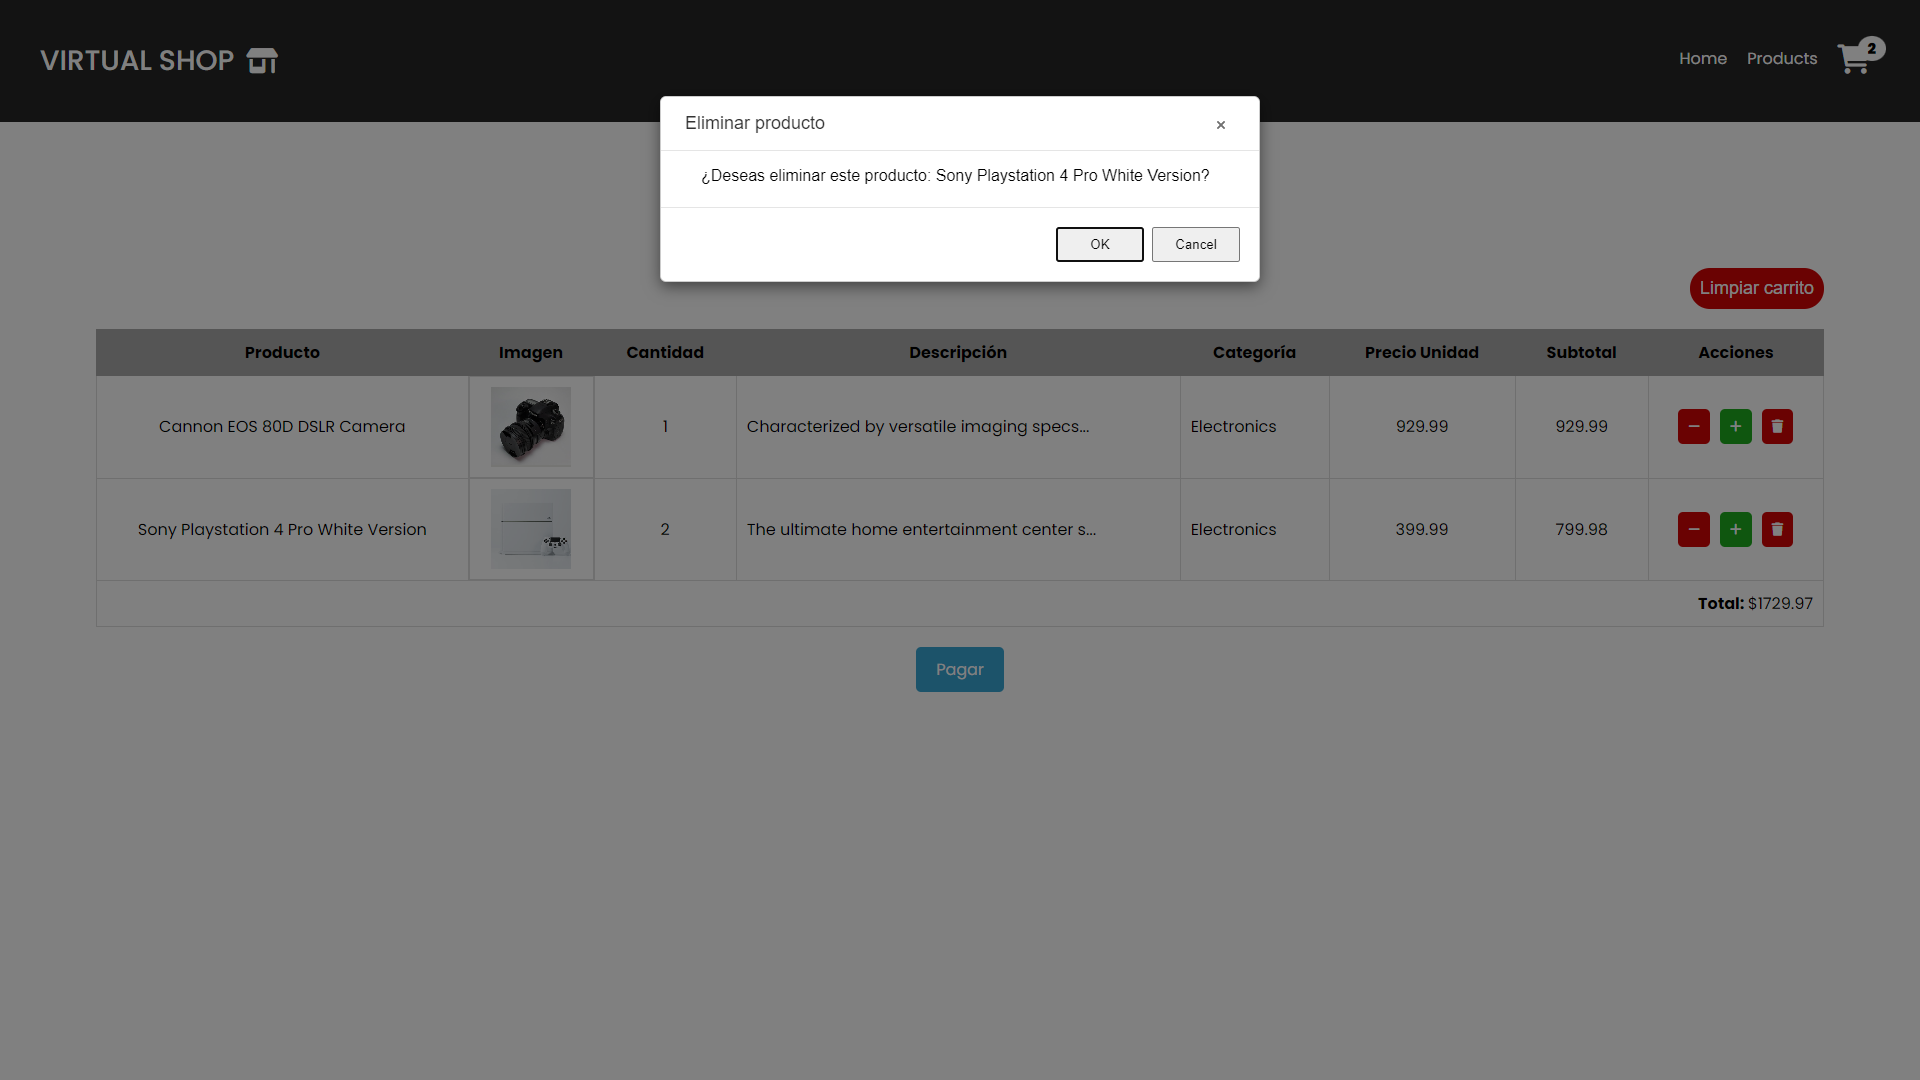 VIRTUAL SHOP
Home Products 2
Eliminar producto ×
¿Deseas eliminar este producto: Sony Playstation 4 Pro White Version?
OK Cancel
Limpiar carrito
Producto Imagen Cantidad Descripción Categoría Precio Unidad Subtotal Acciones
Cannon EOS 80D DSLR Camera 1 Characterized by versatile imaging specs... Electronics 929.99 929.99 − +
Sony Playstation 4 Pro White Version 2 The ultimate home entertainment center s... Electronics 399.99 799.98 − +
Total: $1729.97
Pagar